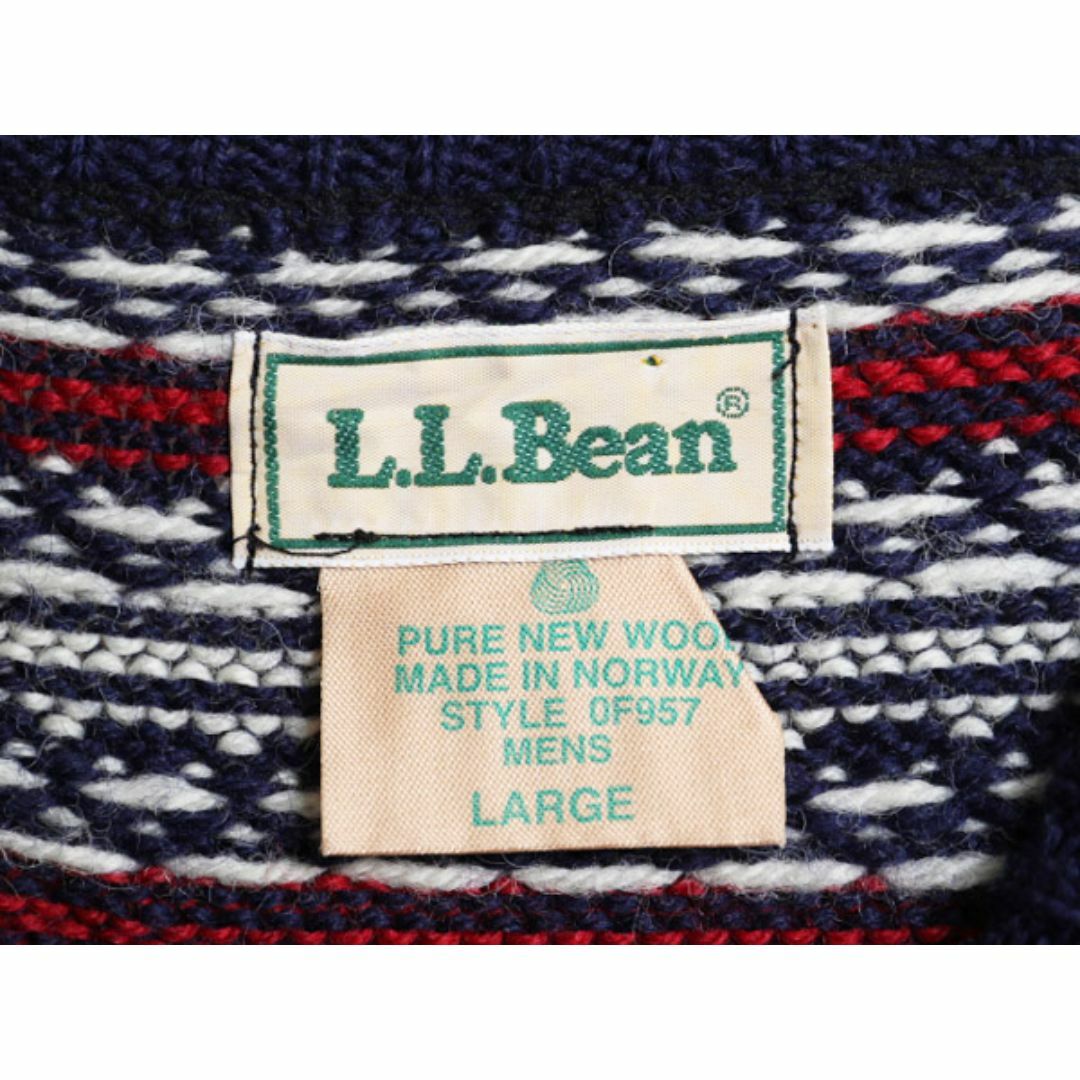 L.L.Bean®
PURE NEW WOOL
MADE IN NORWAY
STYLE 0F957
MENS
LARGE